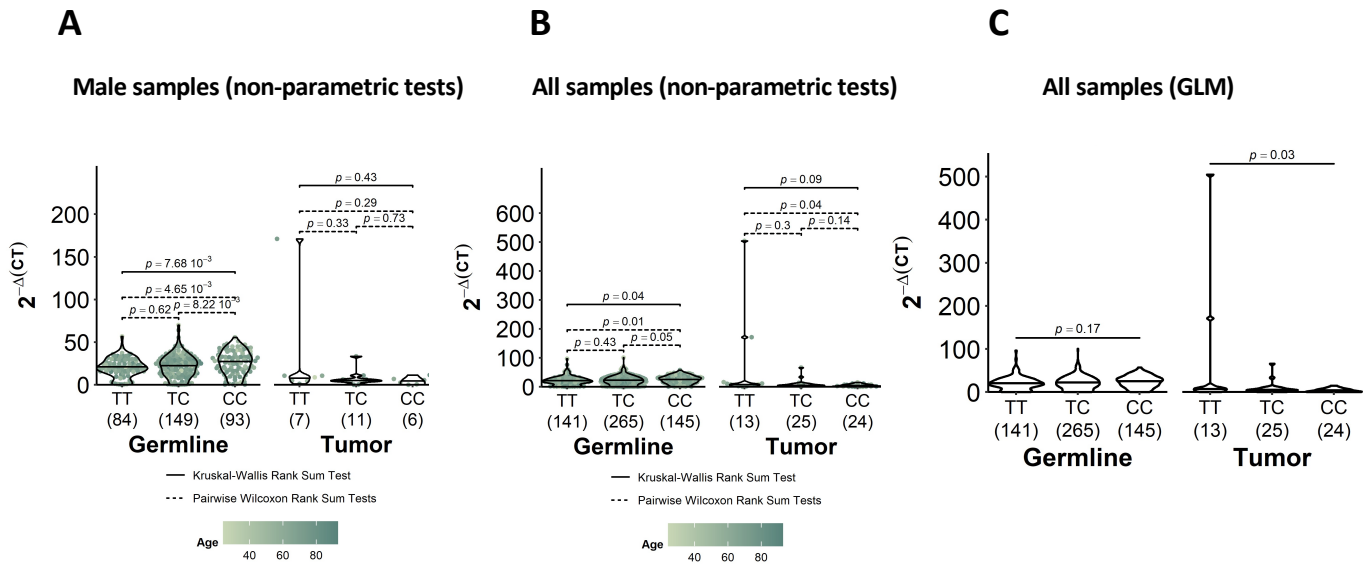 A
Male samples (non-parametric tests)
2^−Δ(CT)
200
150
100
50
0
p = 7.68 10^−3
p = 4.65 10^−3
p = 0.62
p = 8.22 10^−3
p = 0.43
p = 0.29
p = 0.33
p = 0.73
TT TC CC TT TC CC
(84) (149) (93) (7) (11) (6)
Germline Tumor
Kruskal-Wallis Rank Sum Test
Pairwise Wilcoxon Rank Sum Tests
Age
40 60 80
B
All samples (non-parametric tests)
2^−Δ(CT)
600
500
400
300
200
100
0
p = 0.04
p = 0.01
p = 0.43
p = 0.05
p = 0.09
p = 0.04
p = 0.3
p = 0.14
TT TC CC TT TC CC
(141) (265) (145) (13) (25) (24)
Germline Tumor
Kruskal-Wallis Rank Sum Test
Pairwise Wilcoxon Rank Sum Tests
Age
40 60 80
C
All samples (GLM)
2^−Δ(CT)
500
400
300
200
100
0
p = 0.17
p = 0.03
TT TC CC TT TC CC
(141) (265) (145) (13) (25) (24)
Germline Tumor